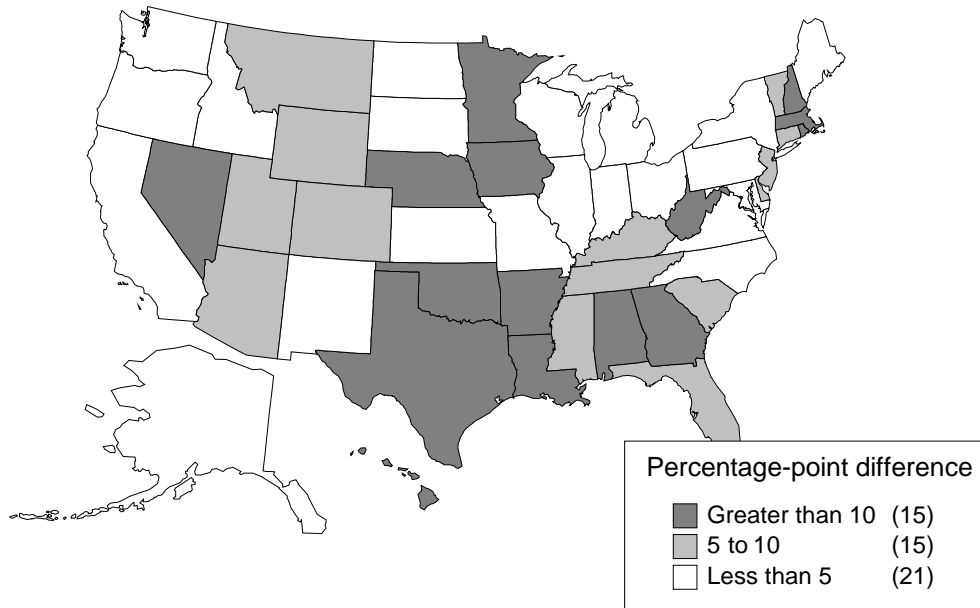 Percentage-point difference
Greater than 10 (15)
5 to 10 (15)
Less than 5 (21)